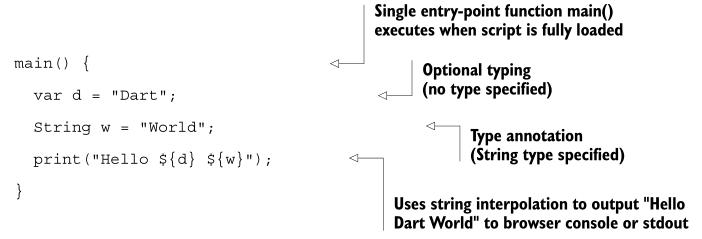 Single entry-point function main()
executes when script is fully loaded
main() {
Optional typing
(no type specified)
var d = "Dart";
String w = "World";
Type annotation
(String type specified)
print("Hello ${d} ${w}");
}
Uses string interpolation to output "Hello
Dart World" to browser console or stdout